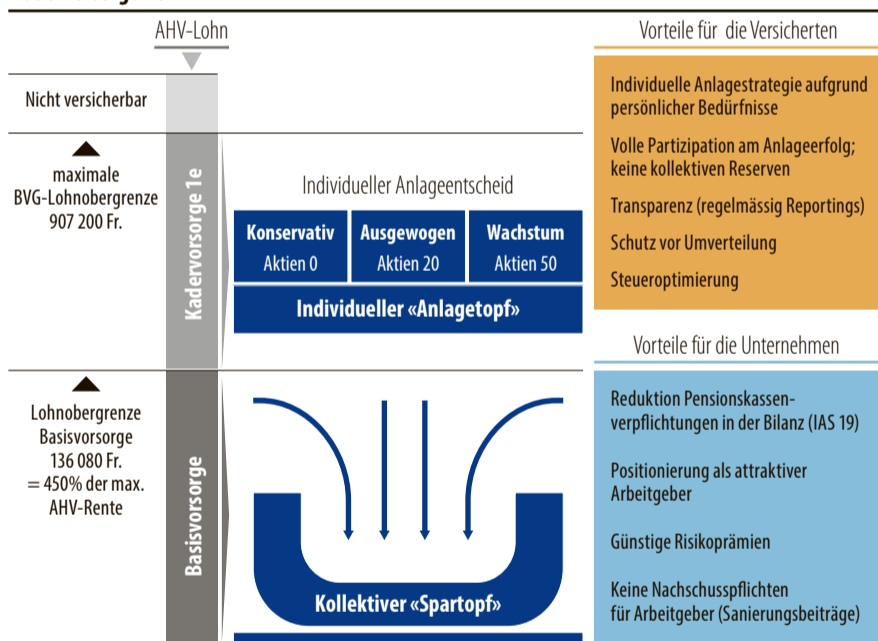 AHV-Lohn
Nicht versicherbar
maximale
BVG-Lohnobergrenze
907 200 Fr.
Kadervorsorge 1e
Individueller Anlageentscheid
Konservativ
Aktien 0
Ausgewogen
Aktien 20
Wachstum
Aktien 50
Individueller «Anlagetopf»
Lohnobergrenze
Basisvorsorge
136 080 Fr.
= 450% der max.
AHV-Rente
Basisvorsorge
Kollektiver «Spartopf»
Vorteile für die Versicherten
Individuelle Anlagestrategie aufgrund
persönlicher Bedürfnisse
Volle Partizipation am Anlageerfolg;
keine kollektiven Reserven
Transparenz (regelmässig Reportings)
Schutz vor Umverteilung
Steueroptimierung
Vorteile für die Unternehmen
Reduktion Pensionskassen-
verpflichtungen in der Bilanz (IAS 19)
Positionierung als attraktiver
Arbeitgeber
Günstige Risikoprämien
Keine Nachschusspflichten
für Arbeitgeber (Sanierungsbeiträge)